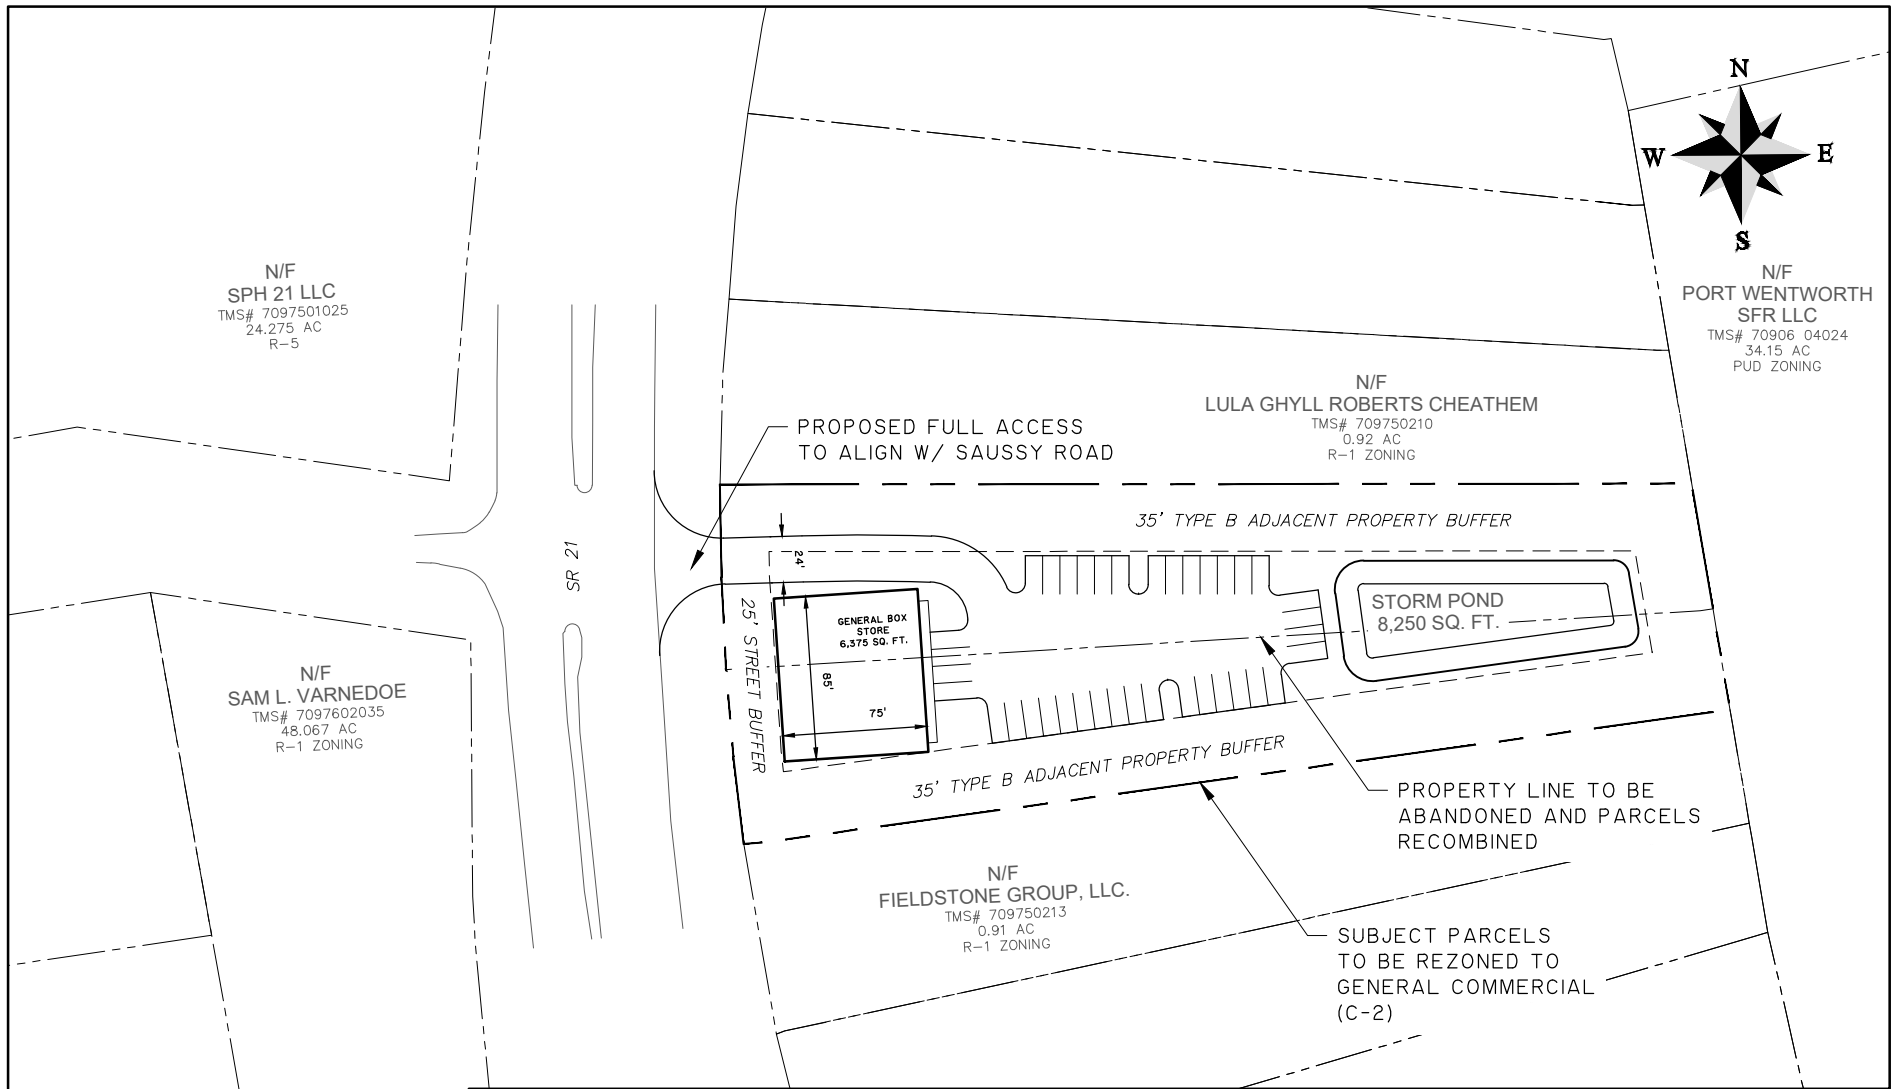 N
W
E
S
N/F
SPH 21 LLC
TMS# 7097501025
24.275 AC
R-5
N/F
PORT WENTWORTH
SFR LLC
TMS# 70906 04024
34.15 AC
PUD ZONING
N/F
LULA GHYLL ROBERTS CHEATHEM
TMS# 709750210
0.92 AC
R-1 ZONING
PROPOSED FULL ACCESS
TO ALIGN W/ SAUSSY ROAD
35' TYPE B ADJACENT PROPERTY BUFFER
SR 21
24'
25' STREET BUFFER
GENERAL BOX
STORE
6,375 SQ. FT.
85'
75'
STORM POND
8,250 SQ. FT.
N/F
SAM L. VARNEDOE
TMS# 7097602035
48.067 AC
R-1 ZONING
35' TYPE B ADJACENT PROPERTY BUFFER
PROPERTY LINE TO BE
ABANDONED AND PARCELS
RECOMBINED
N/F
FIELDSTONE GROUP, LLC.
TMS# 709750213
0.91 AC
R-1 ZONING
SUBJECT PARCELS
TO BE REZONED TO
GENERAL COMMERCIAL
(C-2)